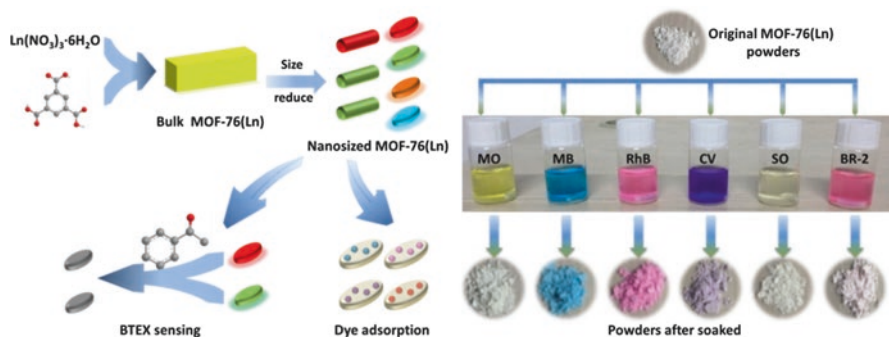 Ln(NO3)3·6H2O
Bulk MOF-76(Ln)
Size
reduce
Nanosized MOF-76(Ln)
BTEX sensing
Dye adsorption
Original MOF-76(Ln)
powders
MO
MB
RhB
CV
SO
BR-2
Powders after soaked